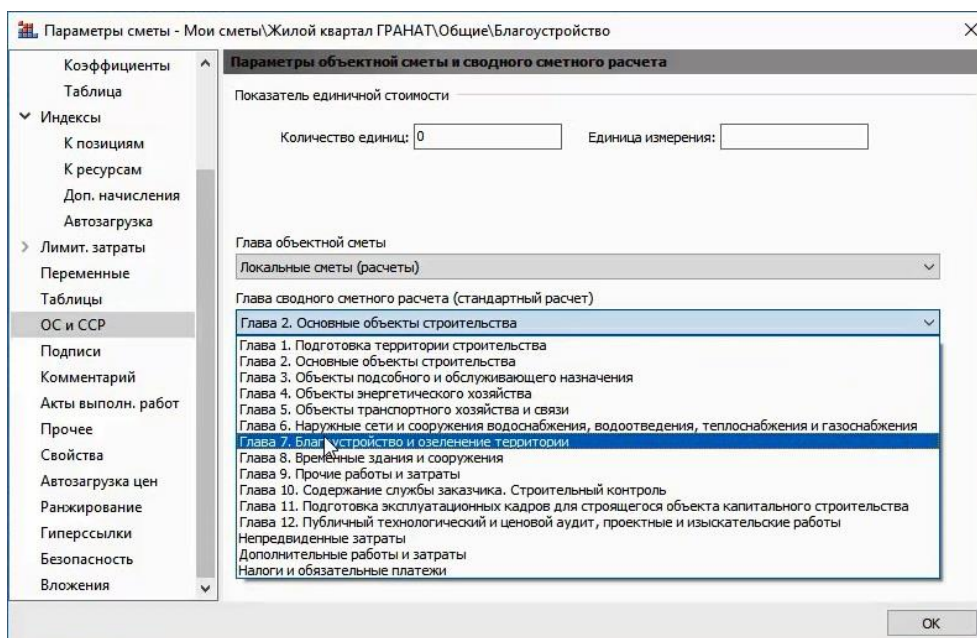 Параметры сметы - Мои сметы\Жилой квартал ГРАНАТ\Общие\Благоустройство
Коэффициенты
Таблица
Индексы
К позициям
К ресурсам
Доп. начисления
Автозагрузка
Лимит. затраты
Переменные
Таблицы
ОС и ССР
Подписи
Комментарий
Акты выполн. работ
Прочее
Свойства
Автозагрузка цен
Ранжирование
Гиперссылки
Безопасность
Вложения
Параметры объектной сметы и сводного сметного расчета
Показатель единичной стоимости
Количество единиц: 0 Единица измерения:
Глава объектной сметы
Локальные сметы (расчеты)
Глава сводного сметного расчета (стандартный расчет)
Глава 2. Основные объекты строительства
Глава 1. Подготовка территории строительства
Глава 2. Основные объекты строительства
Глава 3. Объекты подсобного и обслуживающего назначения
Глава 4. Объекты энергетического хозяйства
Глава 5. Объекты транспортного хозяйства и связи
Глава 6. Наружные сети и сооружения водоснабжения, водоотведения, теплоснабжения и газоснабжения
Глава 7. Благоустройство и озеленение территории
Глава 8. Временные здания и сооружения
Глава 9. Прочие работы и затраты
Глава 10. Содержание службы заказчика. Строительный контроль
Глава 11. Подготовка эксплуатационных кадров для строящегося объекта капитального строительства
Глава 12. Публичный технологический и ценовой аудит, проектные и изыскательские работы
Непредвиденные затраты
Дополнительные работы и затраты
Налоги и обязательные платежи
ОК